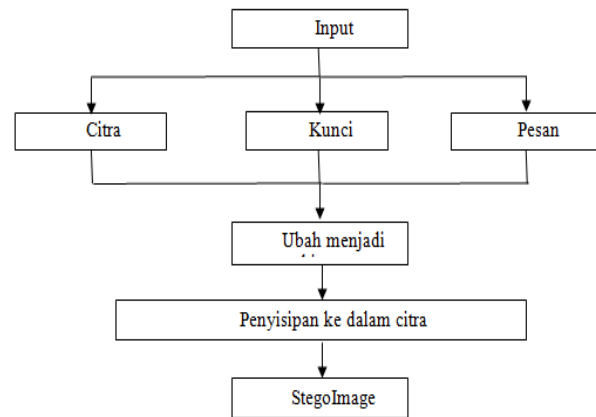 Input
Citra
Kunci
Pesan
Ubah menjadi
Penyisipan ke dalam citra
StegoImage